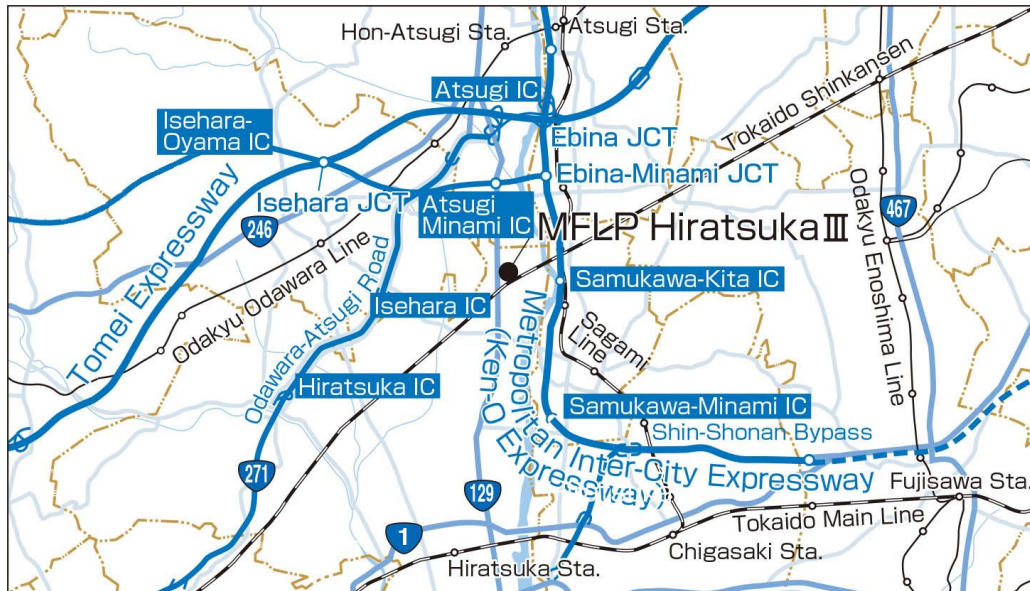 Hon-Atsugi Sta.
Atsugi Sta.
Atsugi IC
Isehara-
Oyama IC
Ebina JCT
Tokaido Shinkansen
Ebina-Minami JCT
Isehara JCT
Atsugi
Minami IC
246
467
MFLP Hiratsuka Ⅲ
Tomei Expressway
Odakyu Odawara Line
Odawara-Atsugi Road
Isehara IC
Samukawa-Kita IC
Odakyu Enoshima Line
Sagami
Line
Hiratsuka IC
Samukawa-Minami IC
Shin-Shonan Bypass
Metropolitan Inter-City Expressway
(Ken-O Expressway)
271
129
1
Fujisawa Sta.
Tokaido Main Line
Chigasaki Sta.
Hiratsuka Sta.